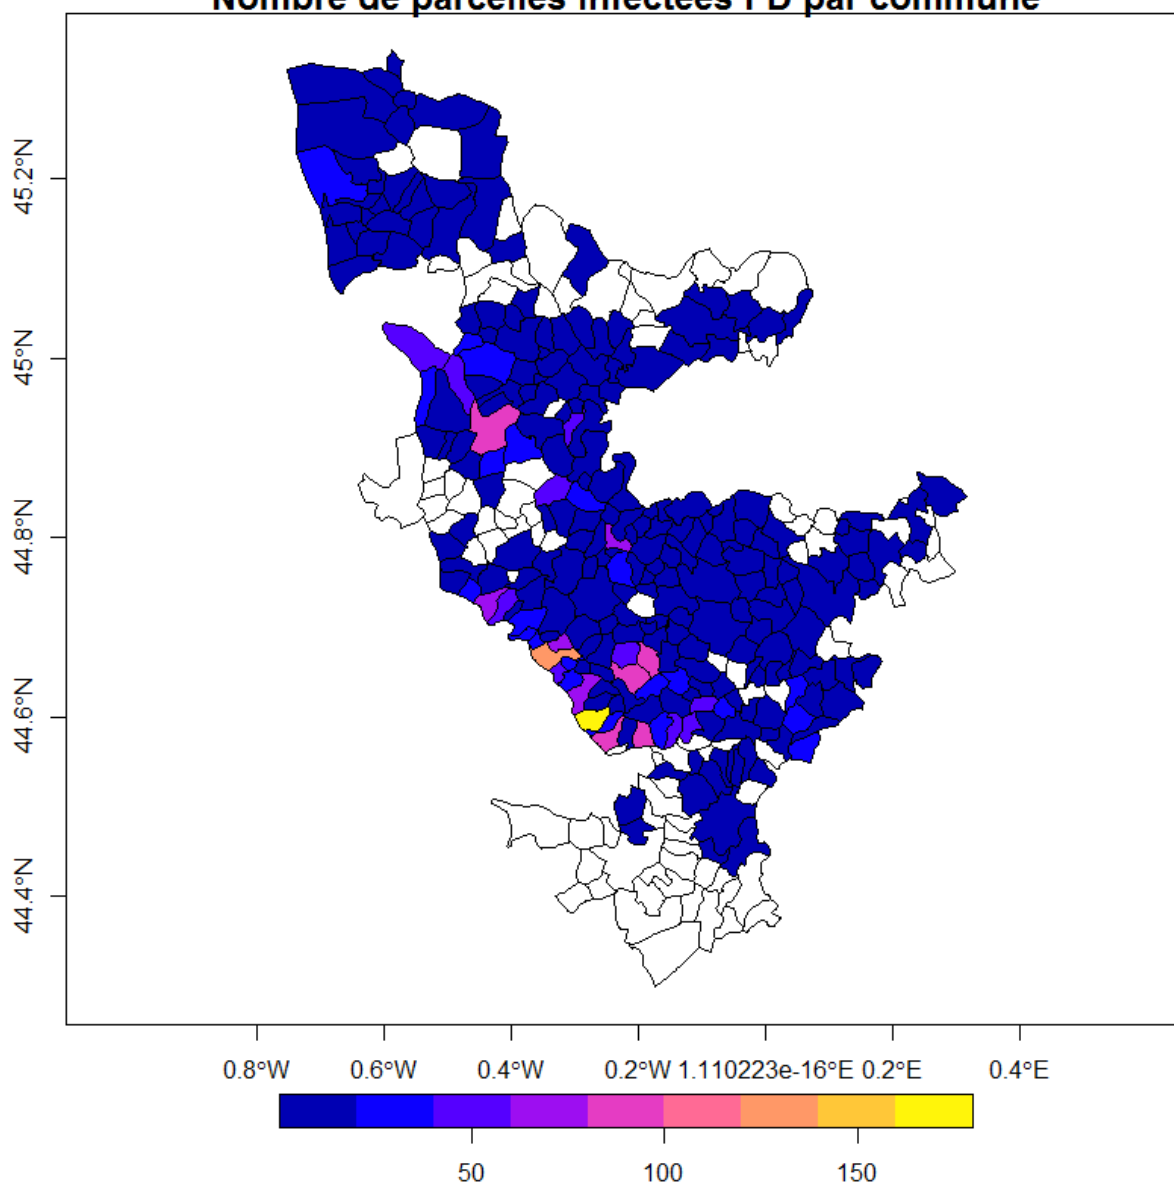 Nombre de parcelles infectées FD par commune
45.2°N
45°N
44.8°N
44.6°N
44.4°N
0.8°W 0.6°W 0.4°W 0.2°W 1.110223e-16°E 0.2°E 0.4°E
50 100 150